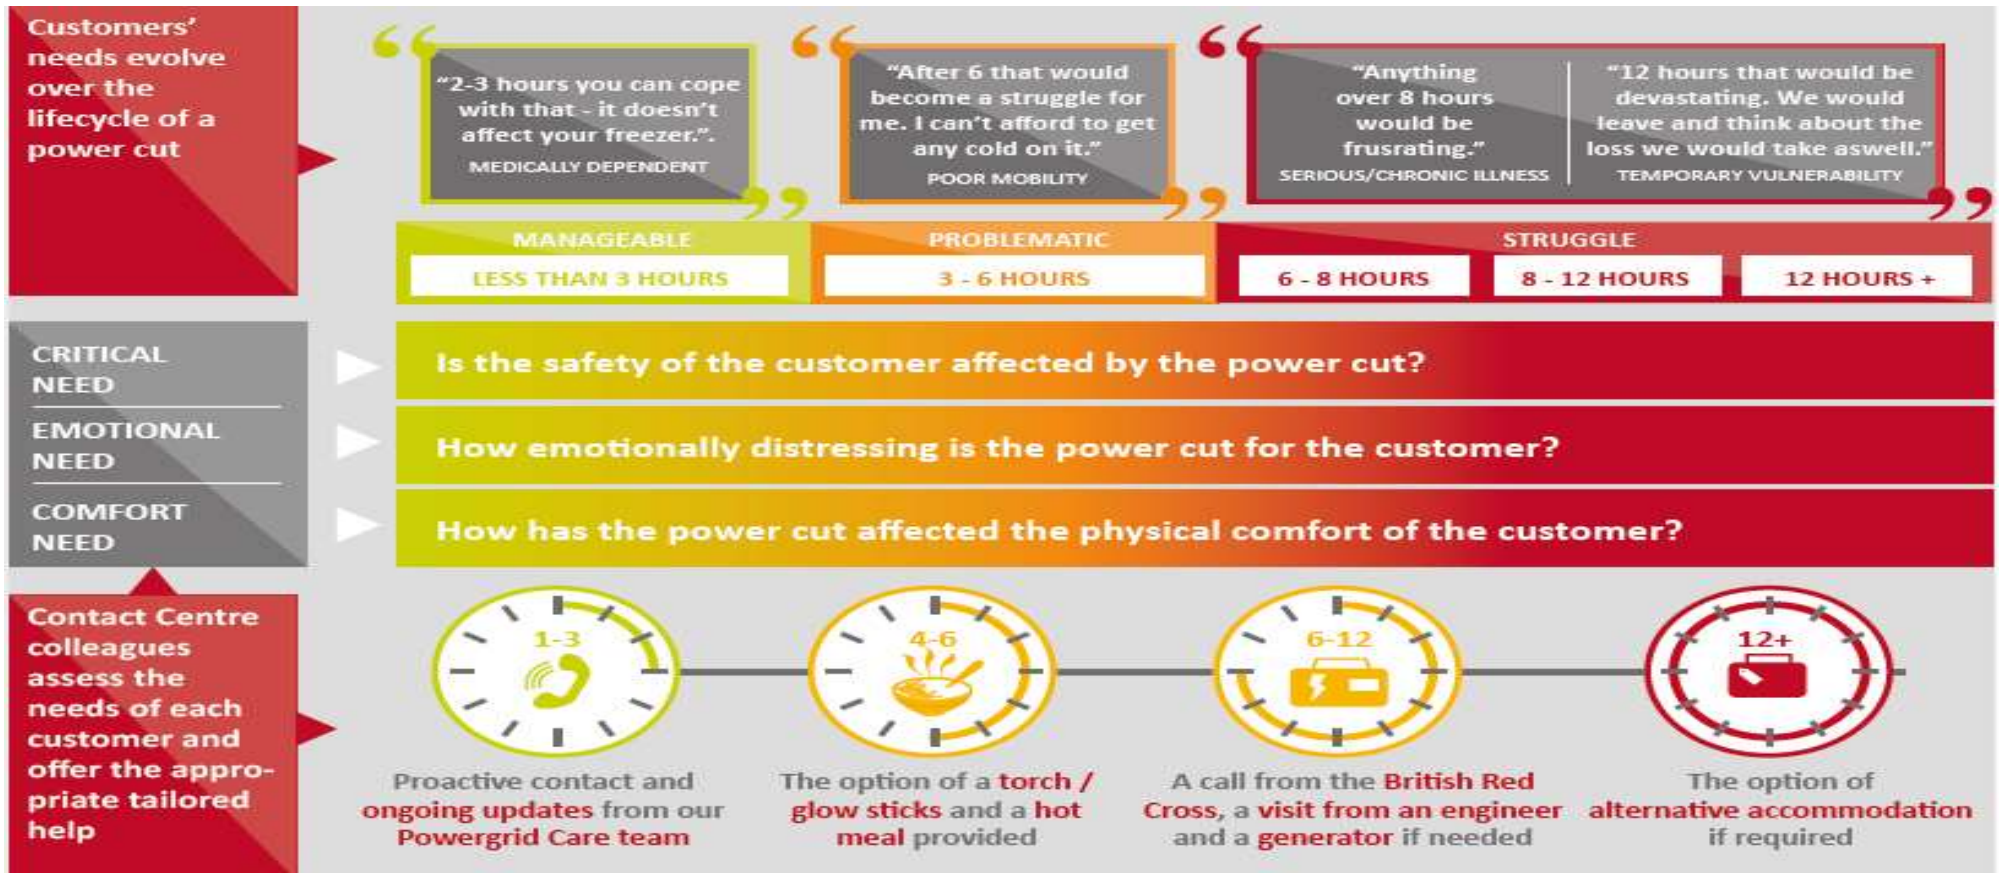 Customers'
needs evolve
over the
lifecycle of a
power cut
"2-3 hours you can cope
with that - it doesn't
affect your freezer.".
MEDICALLY DEPENDENT
"After 6 that would
become a struggle for
me. I can't afford to get
any cold on it."
POOR MOBILITY
"Anything
over 8 hours
would be
frusrating."
SERIOUS/CHRONIC ILLNESS
"12 hours that would be
devastating. We would
leave and think about the
loss we would take aswell."
TEMPORARY VULNERABILITY
MANAGEABLE
LESS THAN 3 HOURS
PROBLEMATIC
3 - 6 HOURS
STRUGGLE
6 - 8 HOURS
8 - 12 HOURS
12 HOURS +
CRITICAL
NEED
Is the safety of the customer affected by the power cut?
EMOTIONAL
NEED
How emotionally distressing is the power cut for the customer?
COMFORT
NEED
How has the power cut affected the physical comfort of the customer?
Contact Centre
colleagues
assess the
needs of each
customer and
offer the appro-
priate tailored
help
1-3
Proactive contact and
ongoing updates from our
Powergrid Care team
4-6
The option of a torch /
glow sticks and a hot
meal provided
6-12
A call from the British Red
Cross, a visit from an engineer
and a generator if needed
12+
The option of
alternative accommodation
if required